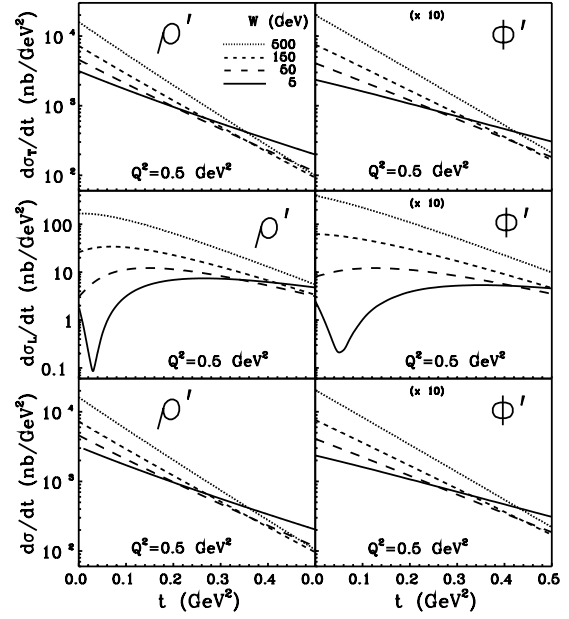 ρ′ W (GeV) (x 10) Φ′
500
150
50
5
10⁴
10³
10²
dσ_T/dt (nb/GeV²)
Q²=0.5 GeV² Q²=0.5 GeV²
ρ′ (x 10) Φ′
100
10
1
0.1
dσ_L/dt (nb/GeV²)
Q²=0.5 GeV² Q²=0.5 GeV²
ρ′ (x 10) Φ′
10⁴
10³
10²
dσ/dt (nb/GeV²)
Q²=0.5 GeV² Q²=0.5 GeV²
0.0 0.1 0.2 0.3 0.4 0.0 0.1 0.2 0.3 0.4 0.5
t (GeV²) t (GeV²)